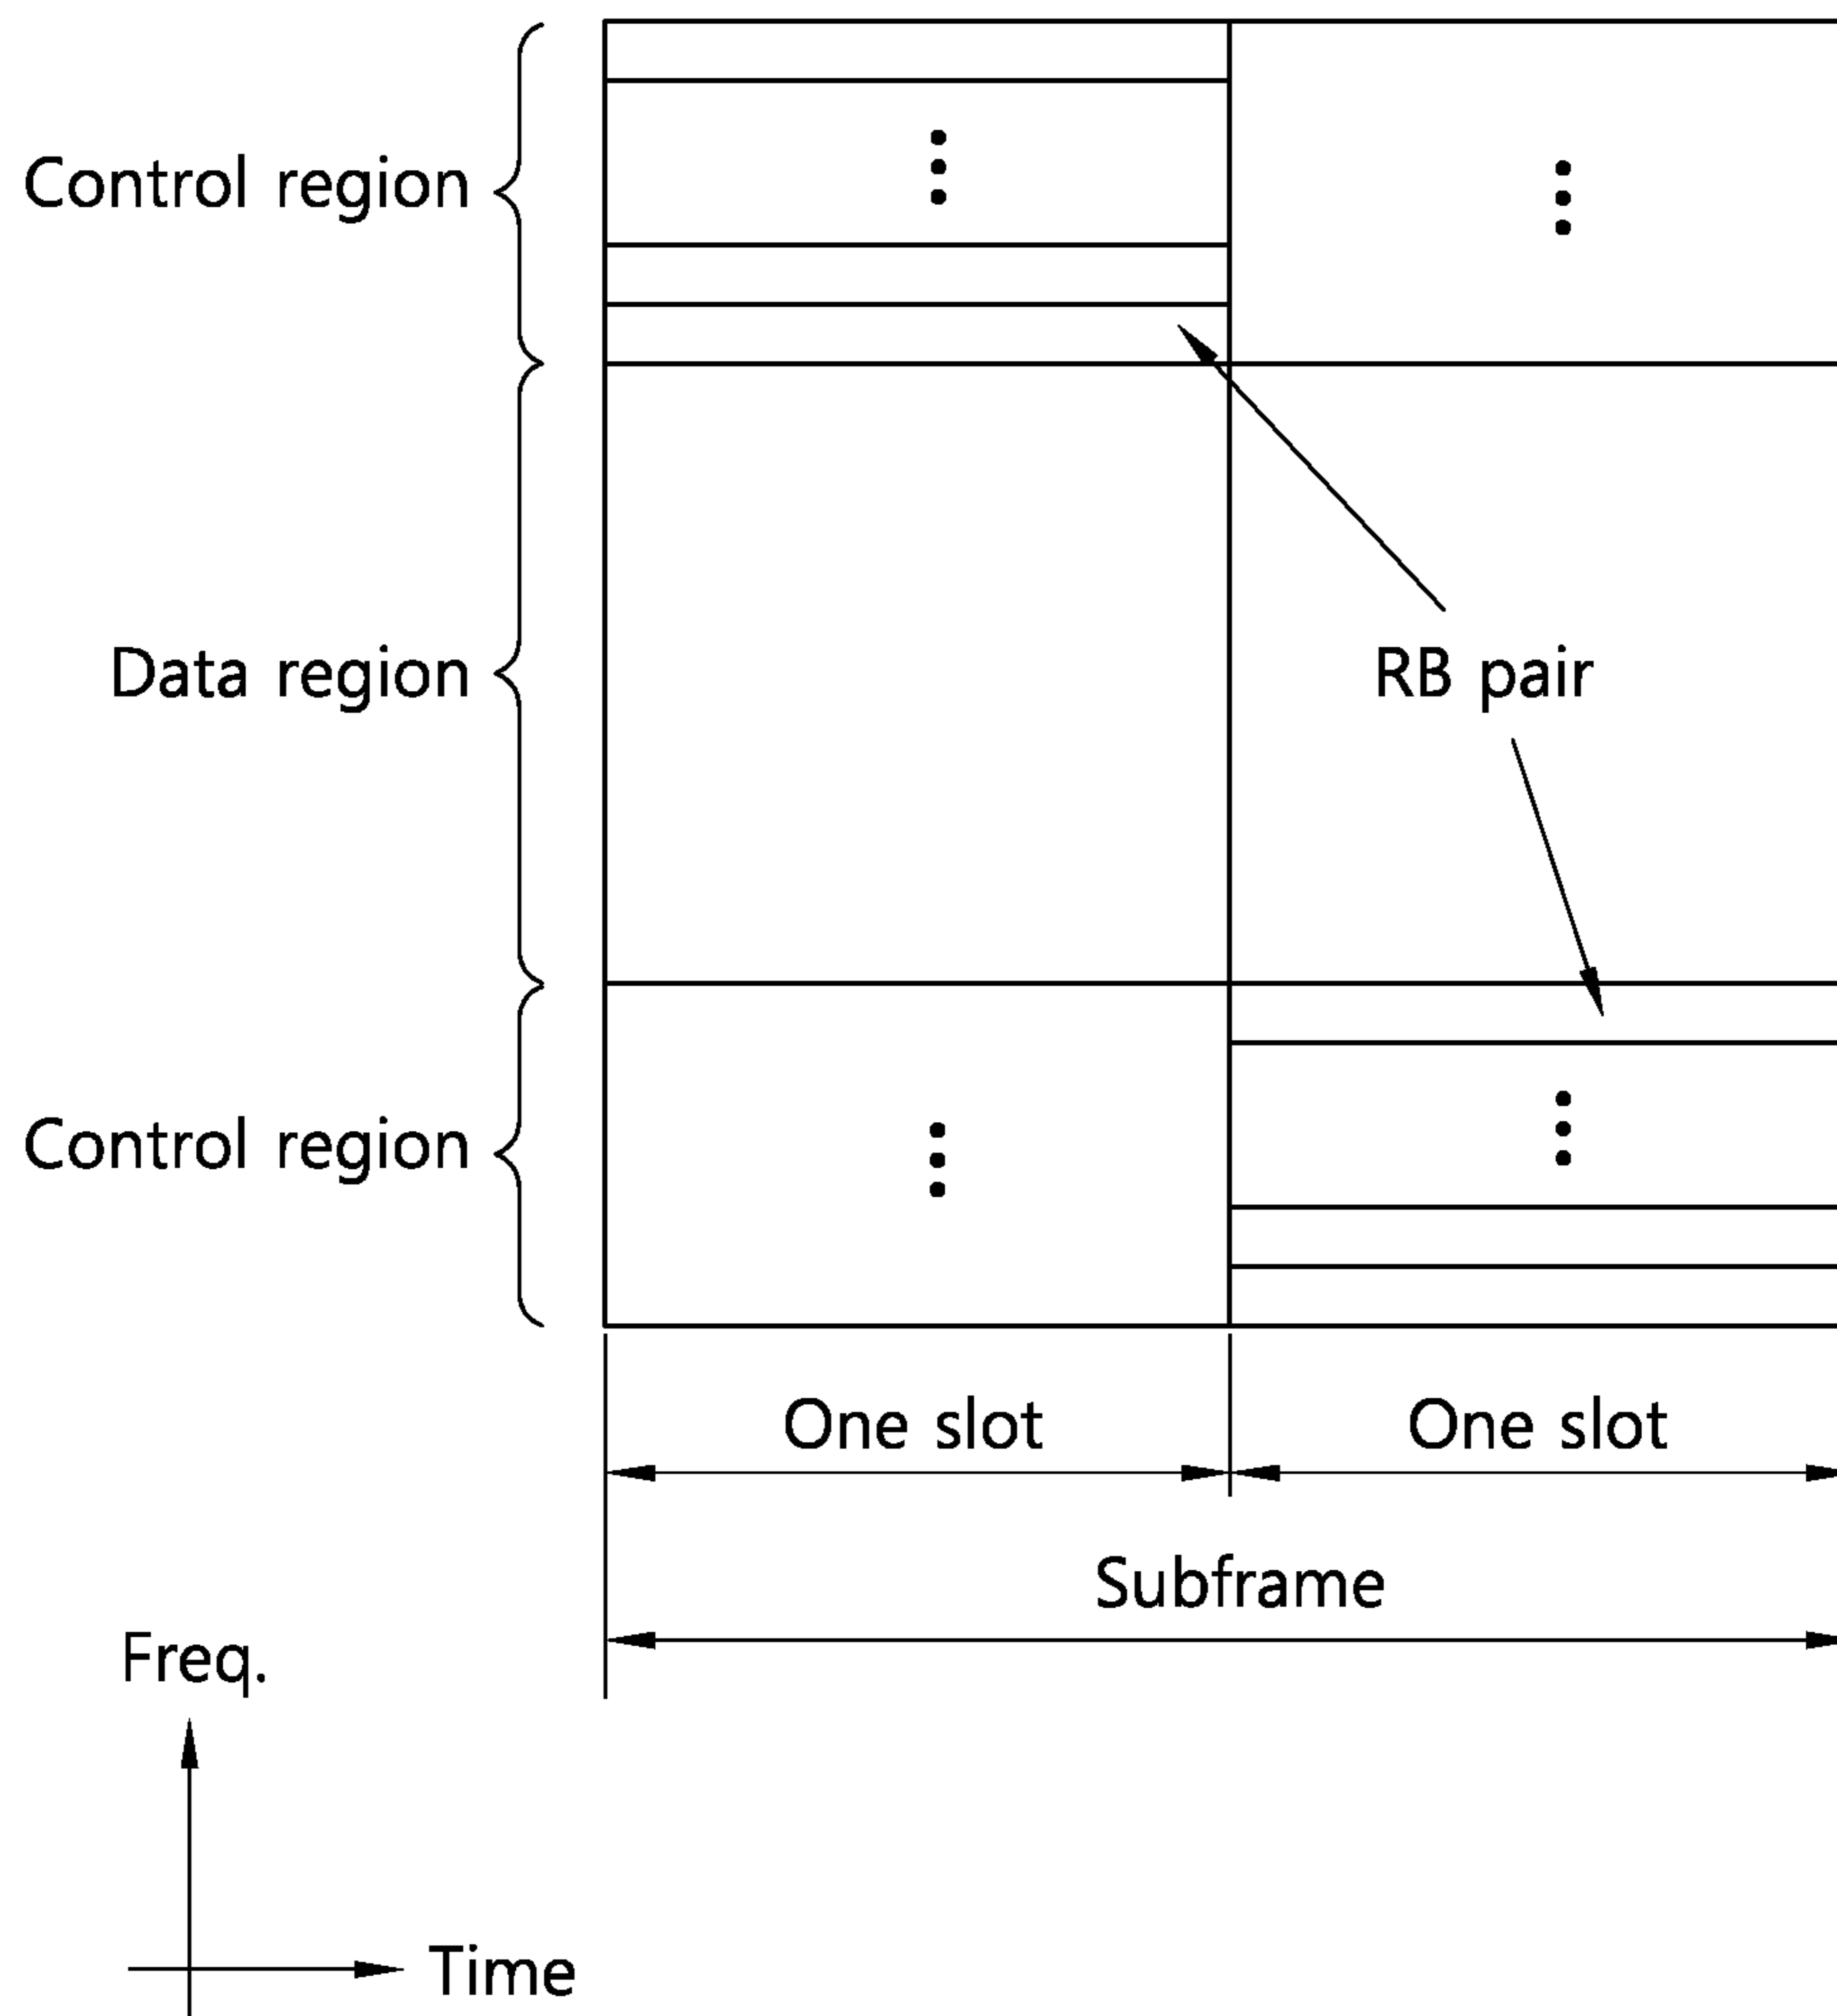 Control region
Data region
RB pair
Control region
One slot
One slot
Subframe
Freq.
Time